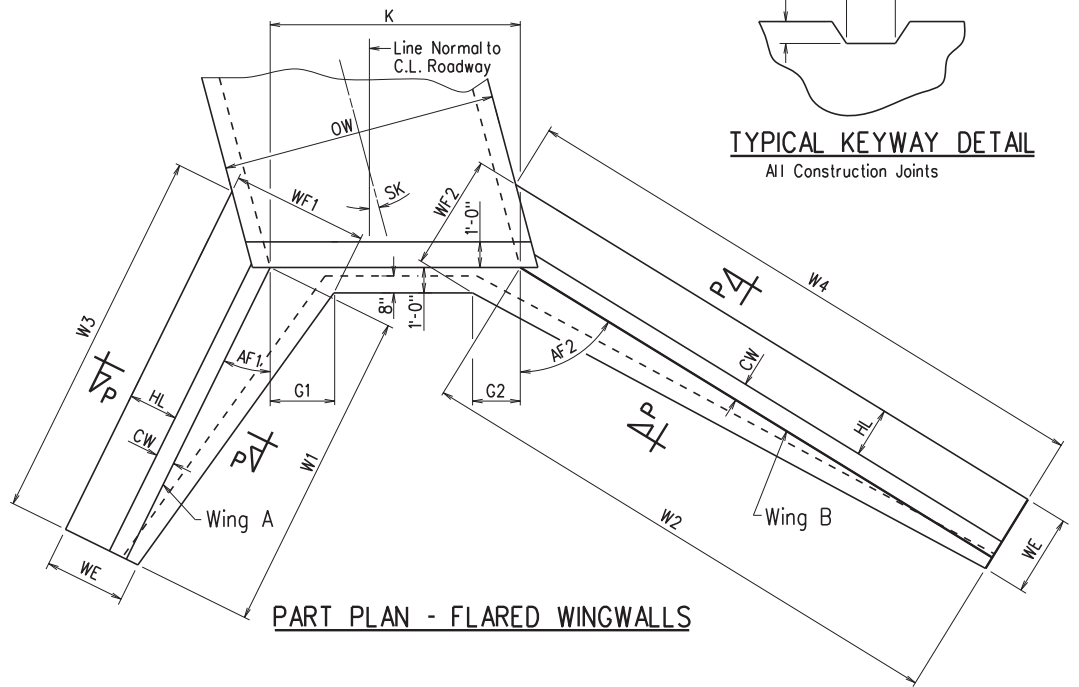 K
Line Normal to
C.L. Roadway
OW
SK
WF1
WF2
1'-0"
TYPICAL KEYWAY DETAIL
All Construction Joints
W3
P
HL
CW
AF1
G1
8"
1'-0"
G2
AF2
P
CW
HL
W4
P
P
W1
Wing A
WE
W2
Wing B
WE
PART PLAN - FLARED WINGWALLS